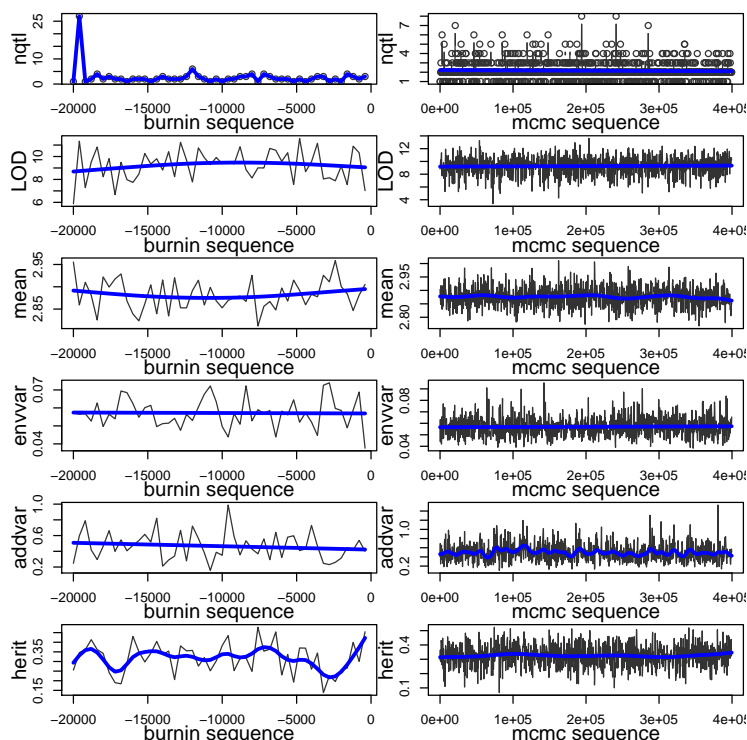 nqtl
0 10 25
−20000 −15000 −10000 −5000 0
burnin sequence
nqtl
1 4 7
0e+00 1e+05 2e+05 3e+05 4e+05
mcmc sequence
LOD
6 8 10
−20000 −15000 −10000 −5000 0
burnin sequence
LOD
4 8 12
0e+00 1e+05 2e+05 3e+05 4e+05
mcmc sequence
mean
2.85 2.95
−20000 −15000 −10000 −5000 0
burnin sequence
mean
2.80 2.95
0e+00 1e+05 2e+05 3e+05 4e+05
mcmc sequence
envvar
0.04 0.07
−20000 −15000 −10000 −5000 0
burnin sequence
envvar
0.04 0.08
0e+00 1e+05 2e+05 3e+05 4e+05
mcmc sequence
addvar
0.2 0.6 1.0
−20000 −15000 −10000 −5000 0
burnin sequence
addvar
0.2 1.0
0e+00 1e+05 2e+05 3e+05 4e+05
mcmc sequence
herit
0.15 0.35
−20000 −15000 −10000 −5000 0
burnin sequence
herit
0.1 0.4
0e+00 1e+05 2e+05 3e+05 4e+05
mcmc sequence